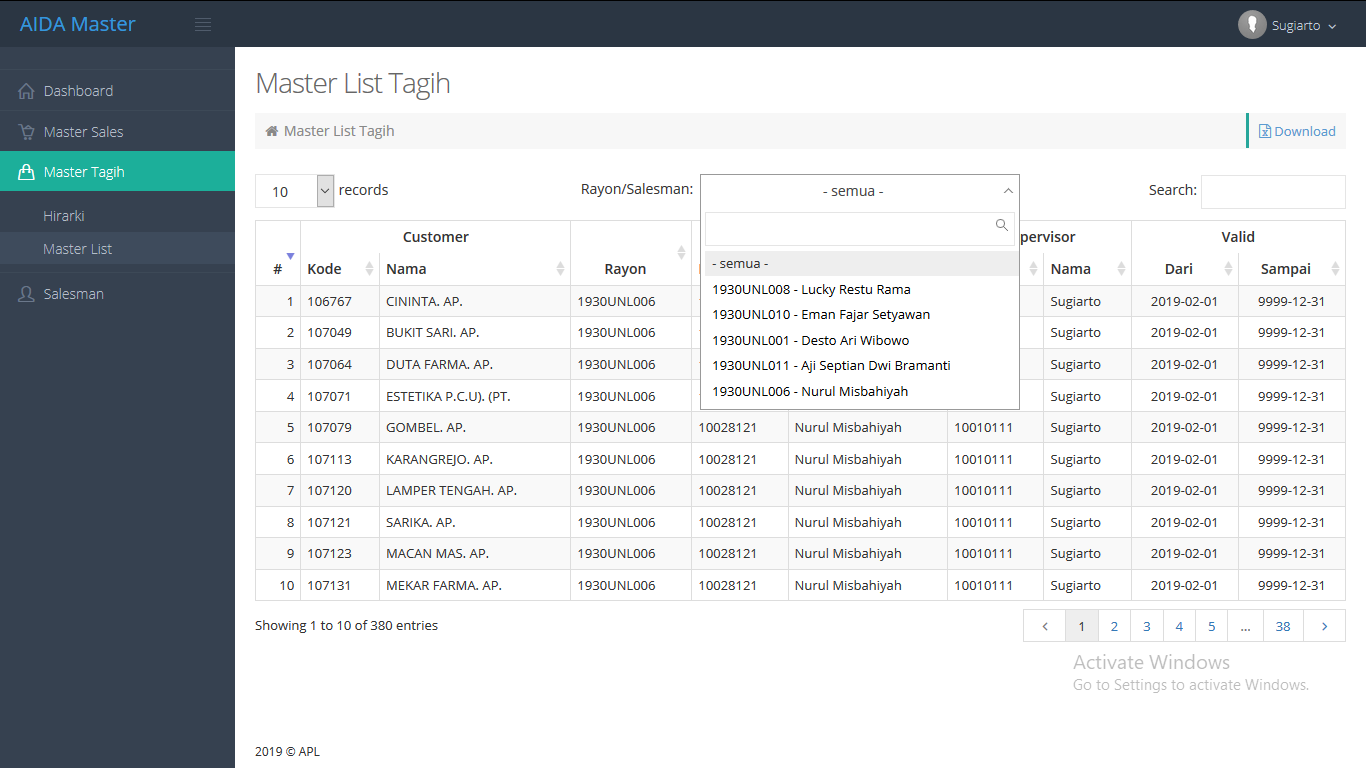 AIDA Master
Sugiarto
Dashboard
Master Sales
Master Tagih
Hirarki
Master List
Salesman
Master List Tagih
Master List Tagih
Download
10 records
Rayon/Salesman: - semua -
Search:
- semua -
1930UNL008 - Lucky Restu Rama
1930UNL010 - Eman Fajar Setyawan
1930UNL001 - Desto Ari Wibowo
1930UNL011 - Aji Septian Dwi Bramanti
1930UNL006 - Nurul Misbahiyah
Customer pervisor Valid
# Kode Nama Rayon Nama Dari Sampai
1 106767 CININTA. AP. 1930UNL006 Sugiarto 2019-02-01 9999-12-31
2 107049 BUKIT SARI. AP. 1930UNL006 Sugiarto 2019-02-01 9999-12-31
3 107064 DUTA FARMA. AP. 1930UNL006 Sugiarto 2019-02-01 9999-12-31
4 107071 ESTETIKA P.C.U). (PT. 1930UNL006 Sugiarto 2019-02-01 9999-12-31
5 107079 GOMBEL. AP. 1930UNL006 10028121 Nurul Misbahiyah 10010111 Sugiarto 2019-02-01 9999-12-31
6 107113 KARANGREJO. AP. 1930UNL006 10028121 Nurul Misbahiyah 10010111 Sugiarto 2019-02-01 9999-12-31
7 107120 LAMPER TENGAH. AP. 1930UNL006 10028121 Nurul Misbahiyah 10010111 Sugiarto 2019-02-01 9999-12-31
8 107121 SARIKA. AP. 1930UNL006 10028121 Nurul Misbahiyah 10010111 Sugiarto 2019-02-01 9999-12-31
9 107123 MACAN MAS. AP. 1930UNL006 10028121 Nurul Misbahiyah 10010111 Sugiarto 2019-02-01 9999-12-31
10 107131 MEKAR FARMA. AP. 1930UNL006 10028121 Nurul Misbahiyah 10010111 Sugiarto 2019-02-01 9999-12-31
Showing 1 to 10 of 380 entries
< 1 2 3 4 5 ... 38 >
Activate Windows
Go to Settings to activate Windows.
2019 © APL